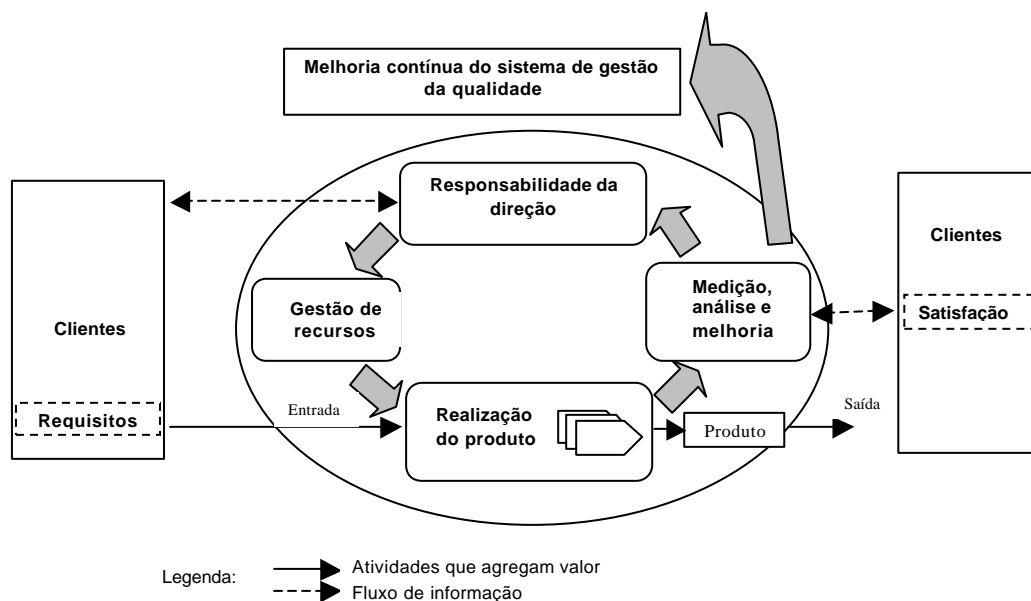 Melhoria contínua do sistema de gestão
da qualidade
Responsabilidade da
direção
Clientes
Requisitos
Gestão de
recursos
Medição,
análise e
melhoria
Clientes
Satisfação
Entrada
Realização
do produto
Produto
Saída
Legenda:
Atividades que agregam valor
Fluxo de informação